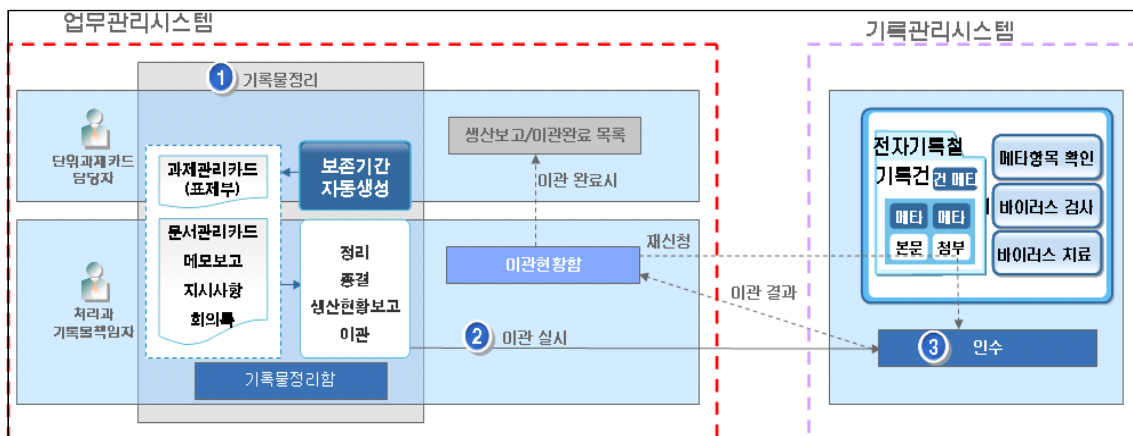 업무관리시스템
기록관리시스템
1 기록물정리
단위과제카드
담당자
과제관리카드
(표제부)
보존기간
자동생성
생산보고/이관완료 목록
이관 완료시
처리과
기록물책임자
문서관리카드
메모보고
지시사항
회의록
정리
종결
생산현황보고
이관
기록물정리함
이관현황함
재신청
이관 결과
2 이관 실시
전자기록철
기록건
건 메타
메타
메타
본문
첨부
메타항목 확인
바이러스 검사
바이러스 치료
3 인수